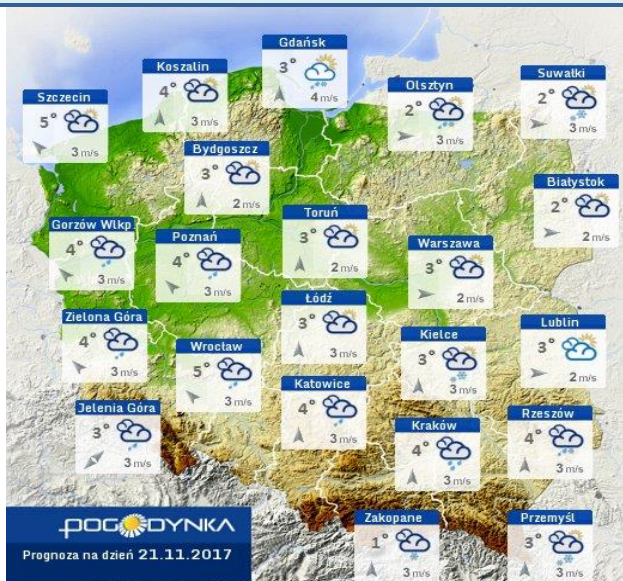 Gdańsk
3°
4 m/s
Koszalin
4°
3 m/s
Suwałki
2°
3 m/s
Olsztyn
2°
3 m/s
Szczecin
5°
3 m/s
Bydgoszcz
3°
2 m/s
Białystok
2°
2 m/s
Toruń
3°
2 m/s
Gorzów Wlkp
4°
3 m/s
Poznań
4°
3 m/s
Warszawa
3°
2 m/s
Łódź
3°
3 m/s
Zielona Góra
4°
3 m/s
Lublin
3°
2 m/s
Kielce
3°
3 m/s
Wrocław
5°
3 m/s
Katowice
4°
3 m/s
Jelenia Góra
3°
3 m/s
Rzeszów
4°
3 m/s
Kraków
4°
3 m/s
Zakopane
1°
3 m/s
Przemyśl
3°
3 m/s
POGODYNKA
Prognoza na dzień 21.11.2017